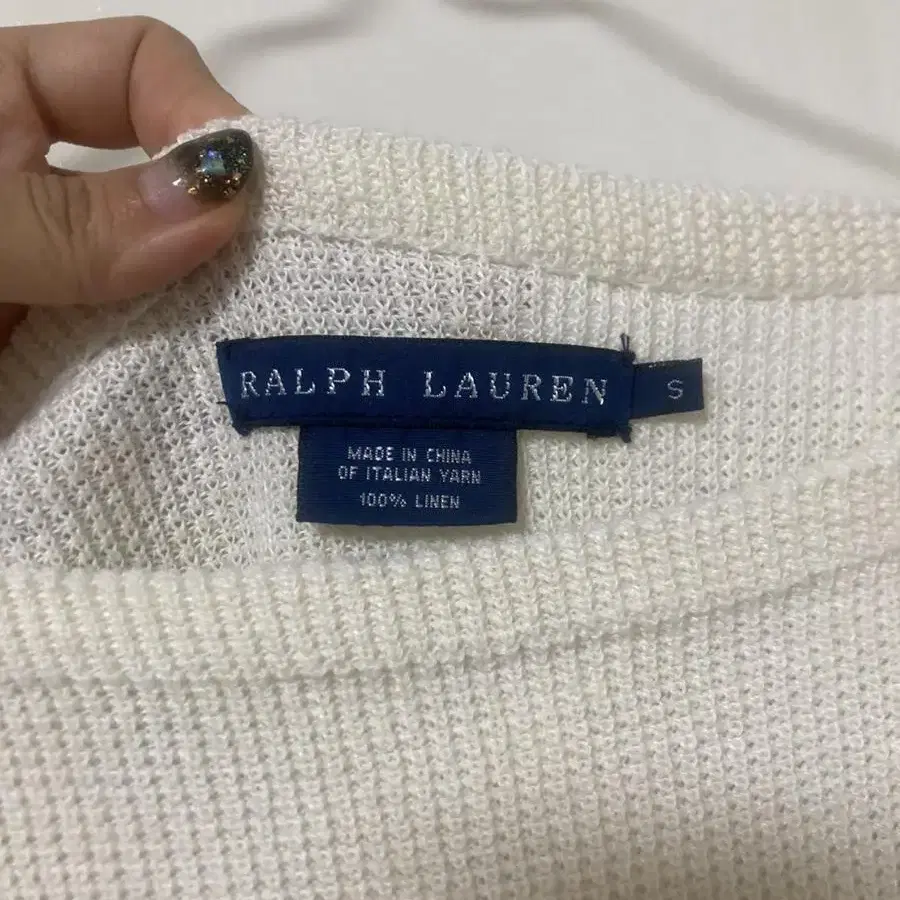 RALPH LAUREN
S
MADE IN CHINA
OF ITALIAN YARN
100% LINEN